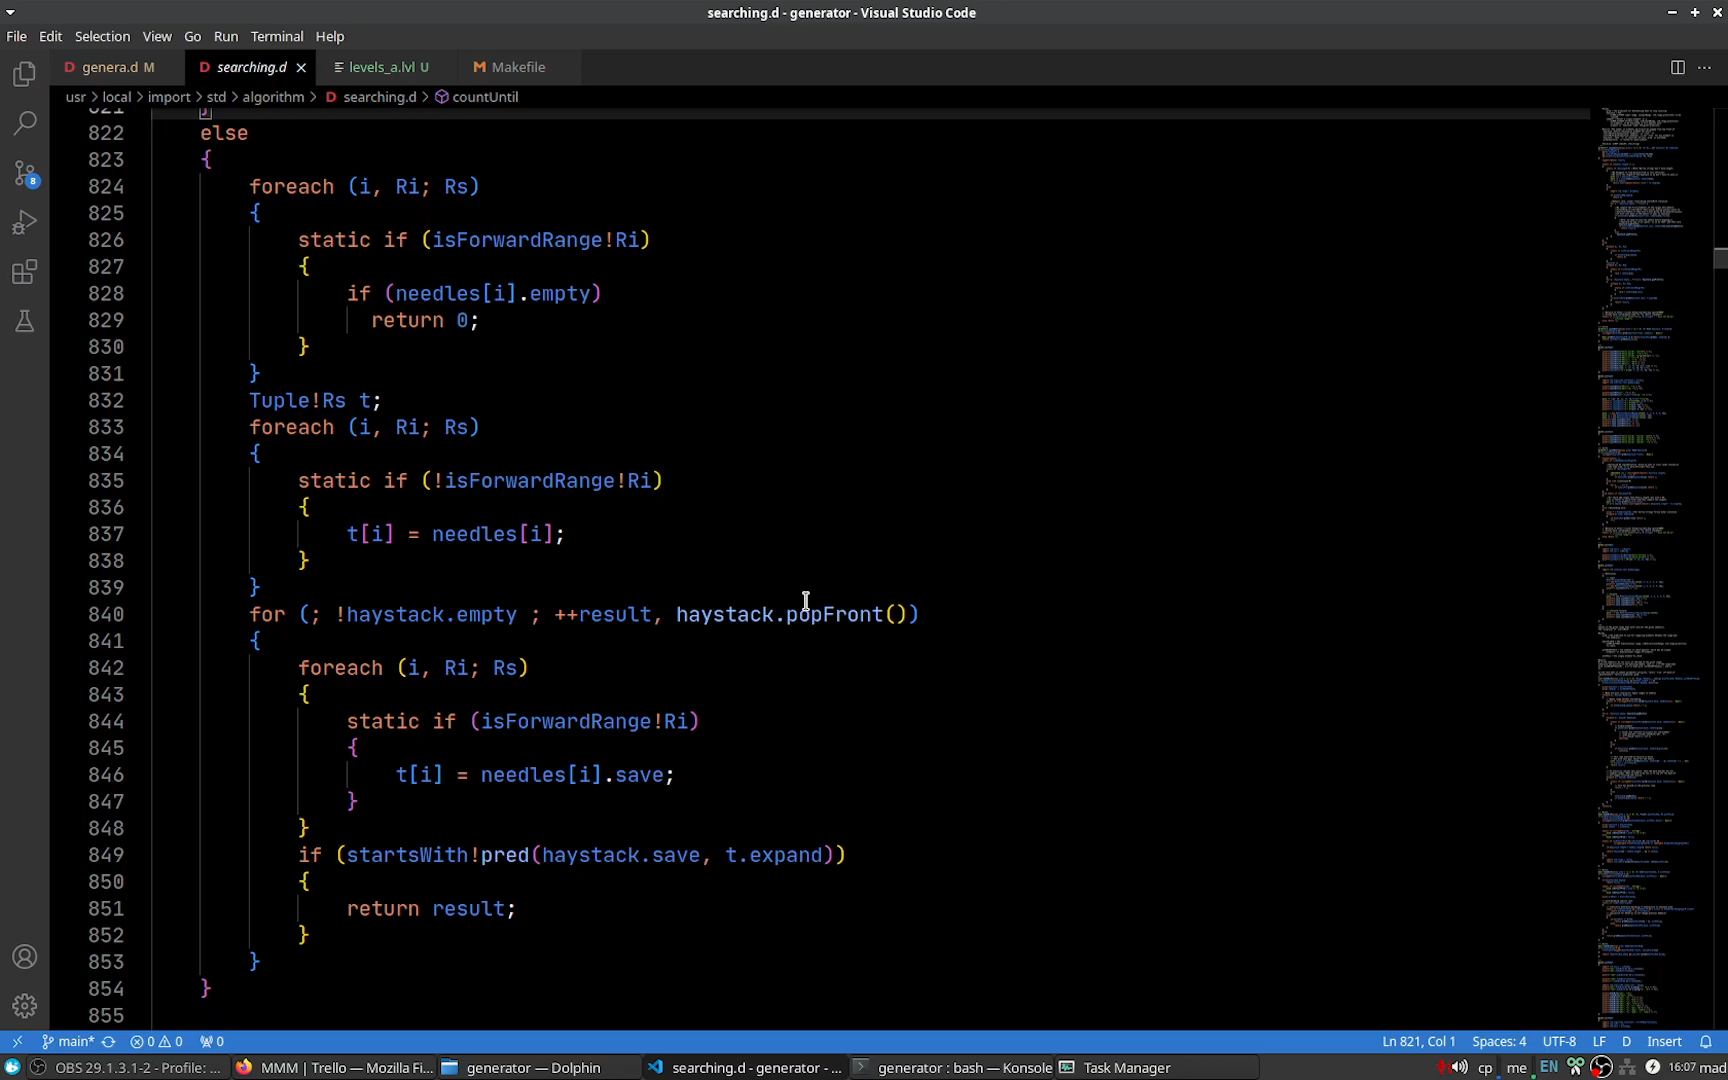 searching.d - generator - Visual Studio Code
File Edit Selection View Go Run Terminal Help
D genera.d M D searching.d levels_a.lvl U M Makefile
usr > local > import > std > algorithm > D searching.d > countUntil
821 }
822 else
823 {
824 foreach (i, Ri; Rs)
825 {
826 static if (isForwardRange!Ri)
827 {
828 if (needles[i].empty)
829 return 0;
830 }
831 }
832 Tuple!Rs t;
833 foreach (i, Ri; Rs)
834 {
835 static if (!isForwardRange!Ri)
836 {
837 t[i] = needles[i];
838 }
839 }
840 for (; !haystack.empty ; ++result, haystack.popFront())
841 {
842 foreach (i, Ri; Rs)
843 {
844 static if (isForwardRange!Ri)
845 {
846 t[i] = needles[i].save;
847 }
848 }
849 if (startsWith!pred(haystack.save, t.expand))
850 {
851 return result;
852 }
853 }
854 }
855
8
main* 0 0 0 Ln 821, Col 1 Spaces: 4 UTF-8 LF D Insert
OBS 29.1.3.1-2 - Profile: ... MMM | Trello — Mozilla Fi... generator — Dolphin searching.d - generator - ... generator : bash — Konsole Task Manager cp me EN 16:07 mad